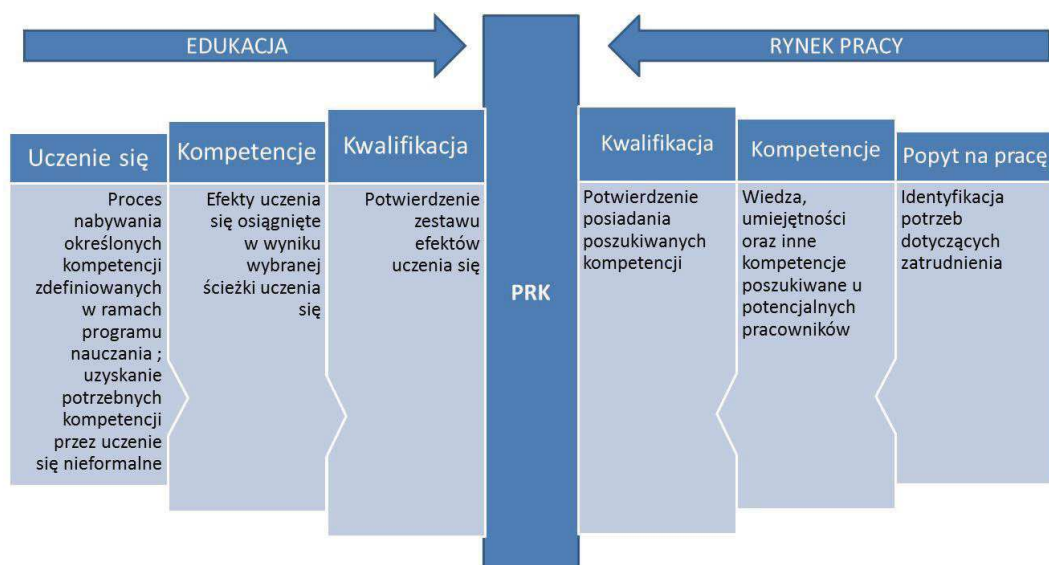 EDUKACJA
RYNEK PRACY
Uczenie się
Proces
nabywania
określonych
kompetencji
zdefiniowanych
w ramach
programu
nauczania ;
uzyskanie
potrzebnych
kompetencji
przez uczenie
się nieformalne
Kompetencje
Efekty uczenia
się osiągnięte
w wyniku
wybranej
ścieżki uczenia
się
Kwalifikacja
Potwierdzenie
zestawu
efektów
uczenia się
PRK
Kwalifikacja
Potwierdzenie
posiadania
poszukiwanych
kompetencji
Kompetencje
Wiedza,
umiejętności
oraz inne
kompetencje
poszukiwane u
potencjalnych
pracowników
Popyt na pracę
Identyfikacja
potrzeb
dotyczących
zatrudnienia